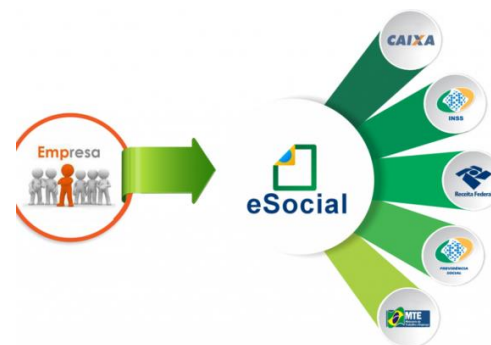 CAIXA
INSS
Empresa
eSocial
Receita Federal
PREVIDÊNCIA
SOCIAL
MTE